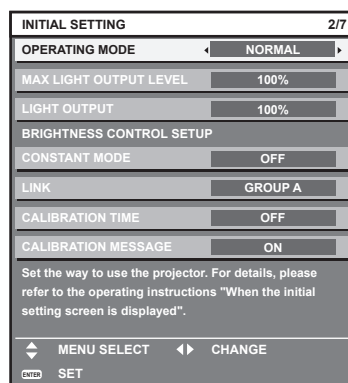 INITIAL SETTING 2/7
OPERATING MODE NORMAL
MAX LIGHT OUTPUT LEVEL 100%
LIGHT OUTPUT 100%
BRIGHTNESS CONTROL SETUP
CONSTANT MODE OFF
LINK GROUP A
CALIBRATION TIME OFF
CALIBRATION MESSAGE ON
Set the way to use the projector. For details, please
refer to the operating instructions "When the initial
setting screen is displayed".
MENU SELECT CHANGE
ENTER SET